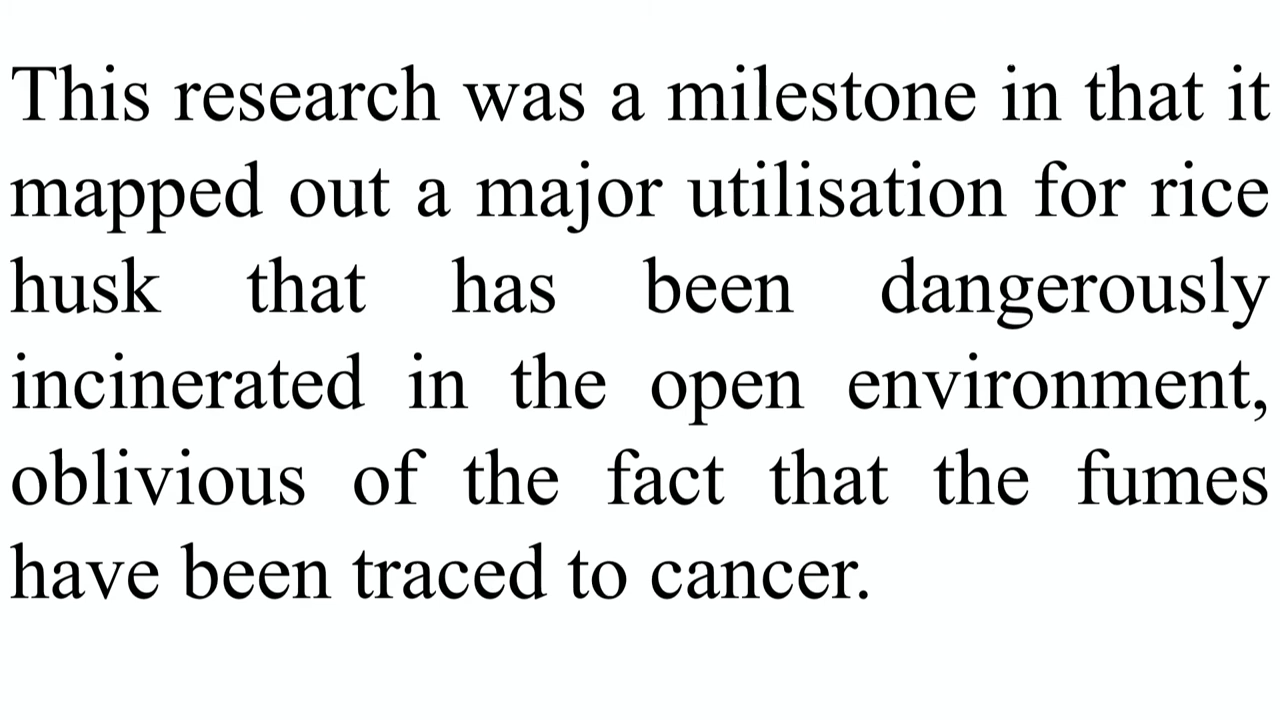 This research was a milestone in that it
mapped out a major utilisation for rice
husk that has been dangerously
incinerated in the open environment,
oblivious of the fact that the fumes
have been traced to cancer.